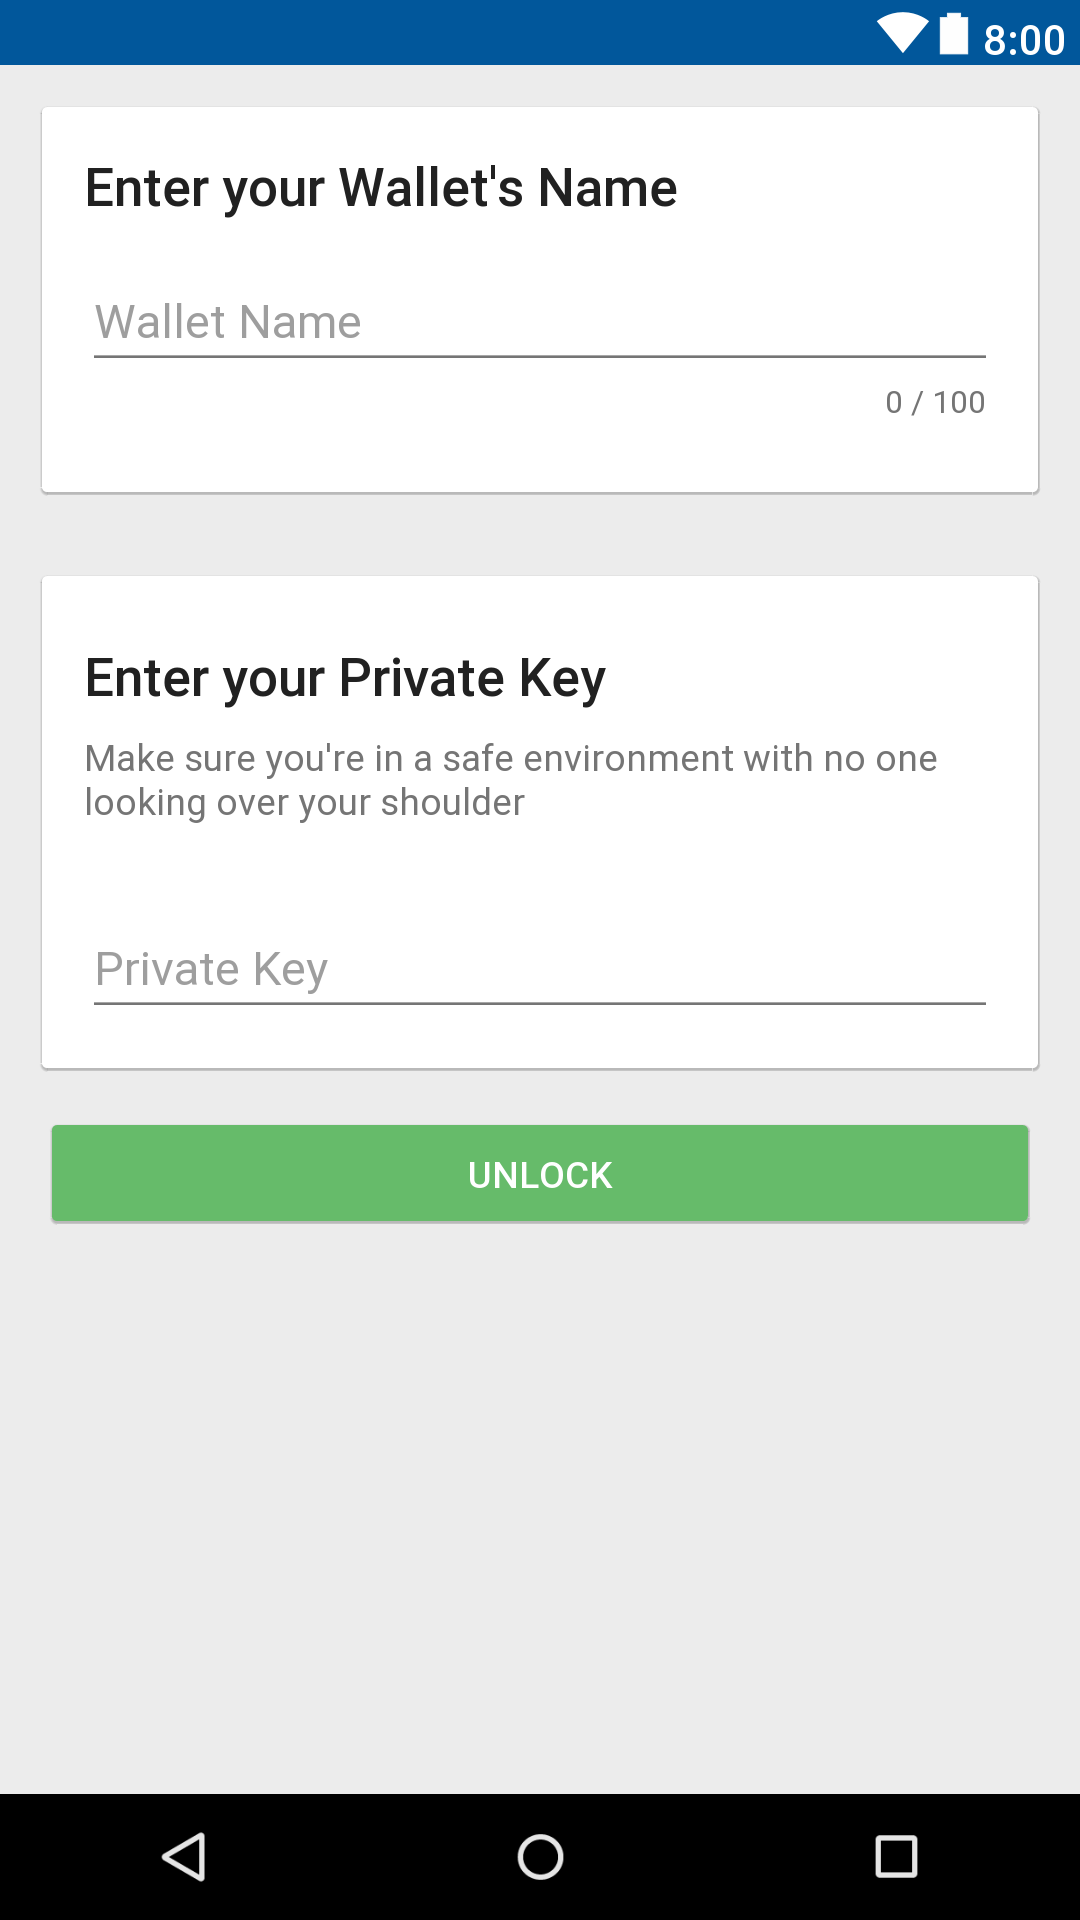 8:00
Enter your Wallet's Name
Wallet Name
0 / 100
Enter your Private Key
Make sure you're in a safe environment with no one
looking over your shoulder
Private Key
UNLOCK